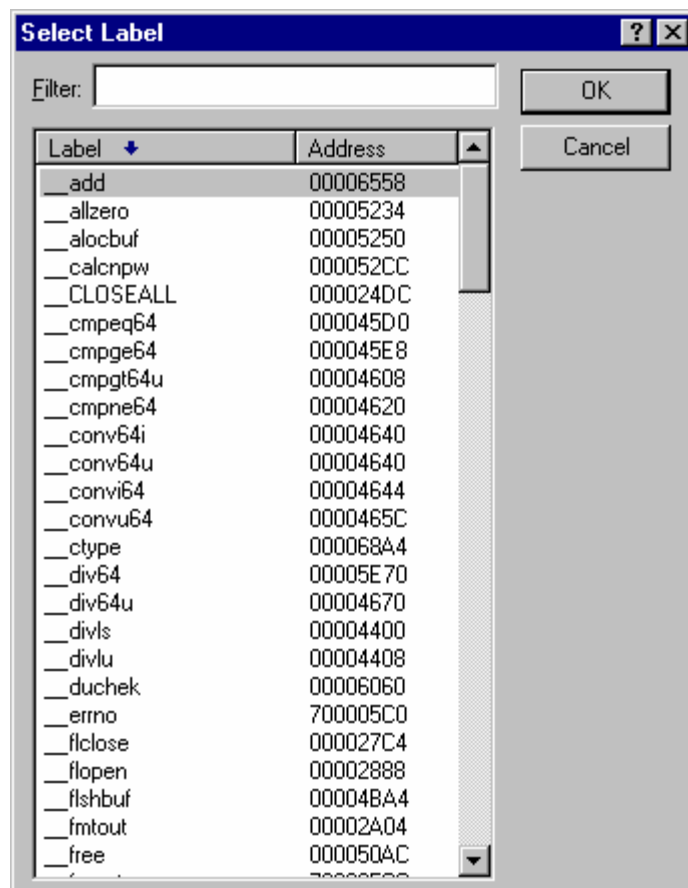 Select Label
Filter:
OK
Cancel
Label Address
__add 00006558
__allzero 00005234
__alocbuf 00005250
__calcnpw 000052CC
__CLOSEALL 000024DC
__cmpeq64 000045D0
__cmpge64 000045E8
__cmpgt64u 00004608
__cmpne64 00004620
__conv64i 00004640
__conv64u 00004640
__convi64 00004644
__convu64 0000465C
__ctype 000068A4
__div64 00005E70
__div64u 00004670
__divls 00004400
__divlu 00004408
__duchek 00006060
__errno 700005C0
__flclose 000027C4
__flopen 00002888
__flshbuf 00004BA4
__fmtout 00002A04
__free 000050AC